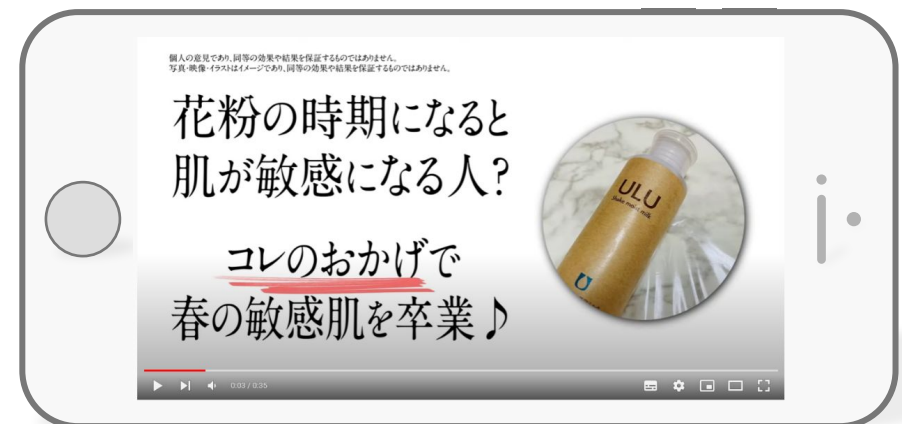 個人の意見であり、同等の効果や結果を保証するものではありません。
写真・映像・イラストはイメージであり、同等の効果や結果を保証するものではありません。
花粉の時期になると
肌が敏感になる人?
コレのおかげで
春の敏感肌を卒業♪
ULU
0:03 / 0:35